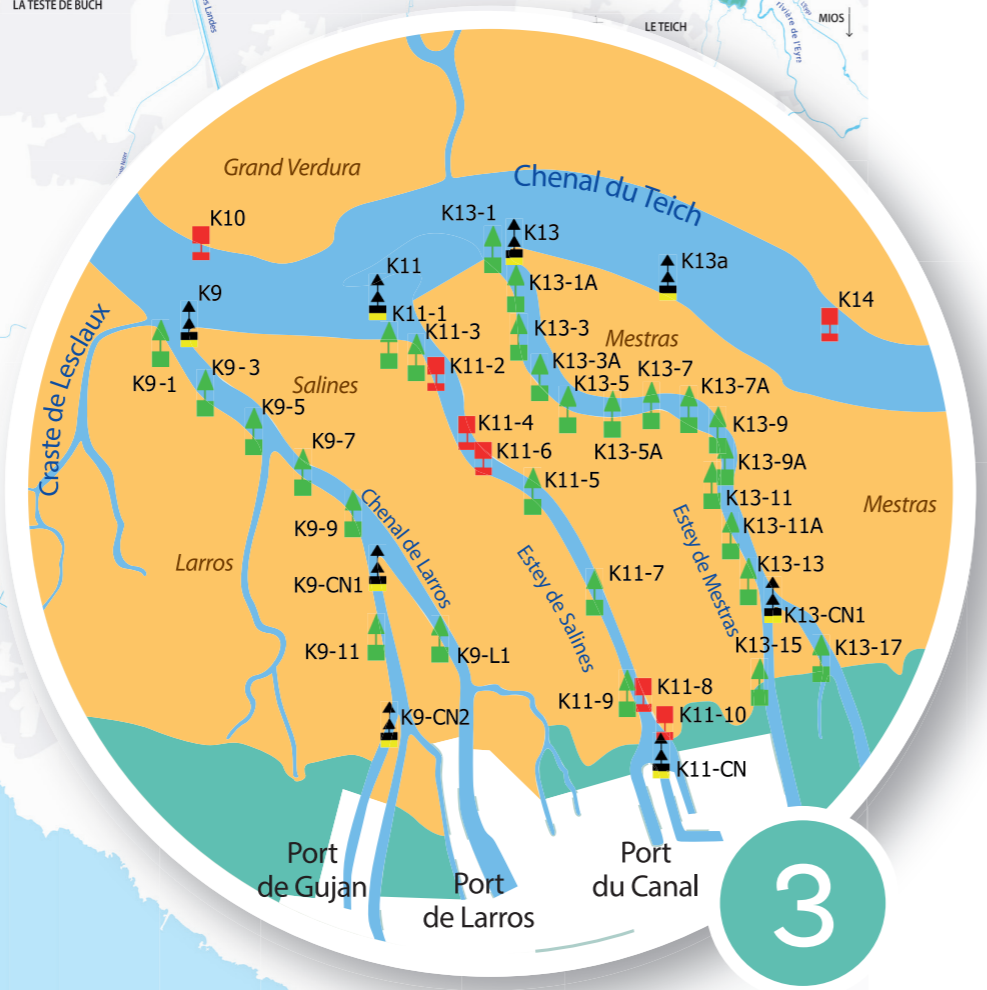 LA TESTE DE BUCH
s Landes
LE TEICH
rivière de l'Eyre
MIOS
Grand Verdura
Chenal du Teich
K10
K13-1
K13
K11
K13a
K9
K13-1A
K14
K11-1
K11-3
K13-3
Mestras
Craste de Lesclaux
K9-1
K9-3
Salines
K11-2
K13-3A
K13-5
K13-7
K13-7A
K9-5
K11-4
K13-9
K9-7
K11-6
K13-5A
K13-9A
K11-5
K13-11
Mestras
K9-9
Chenal de Larros
K13-11A
Larros
Estey de Salines
Estey de Mestras
K9-CN1
K11-7
K13-13
K13-CN1
K9-11
K9-L1
K13-15
K13-17
K11-9
K11-8
K9-CN2
K11-10
K11-CN
Port
de Gujan
Port
de Larros
Port
du Canal
3